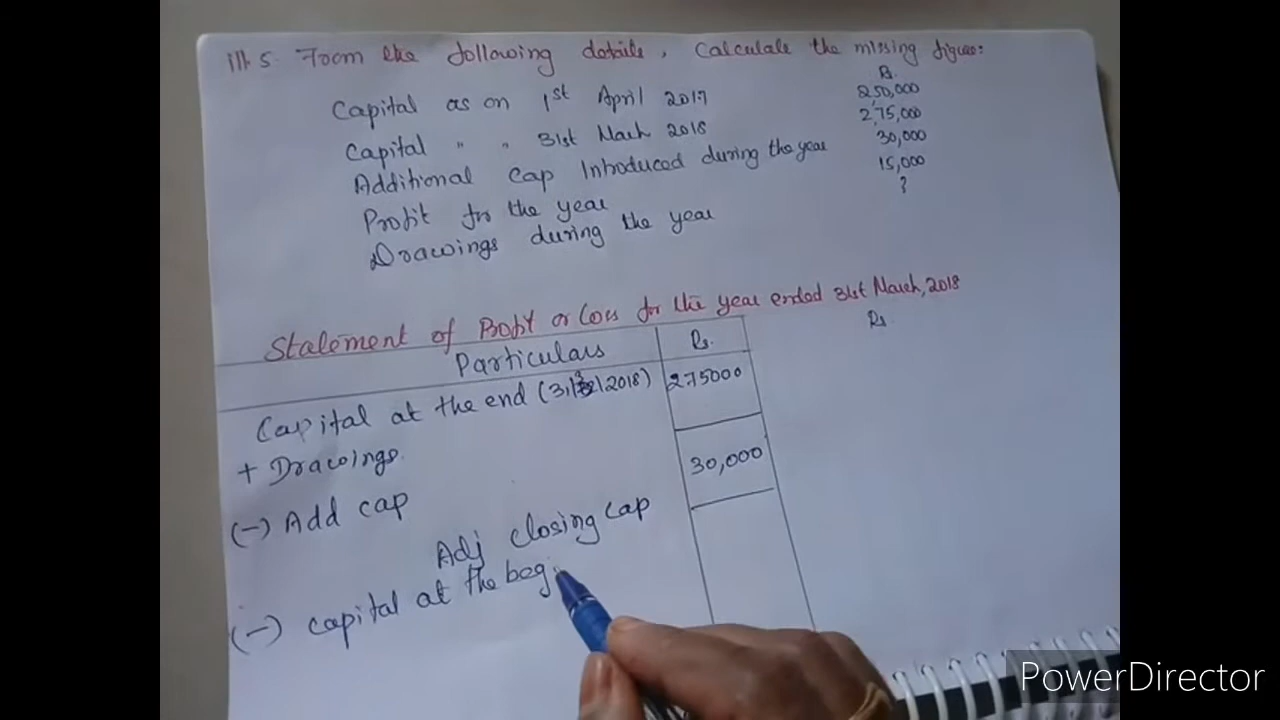 Ill. 5. From the following details, Calculate the missing figure:
Rs.
Capital as on 1st April 2017 250,000
Capital " " 31st March 2018 2,75,000
Additional Cap Introduced during the year 30,000
Profit for the year 15,000
Drawings during the year ?
Statement of Profit or Loss for the year ended 31st March, 2018
Particulars Rs. Rs
Capital at the end (31/3/2018) 275000
+ Drawings.
(-) Add cap 30,000
Adj closing cap
(-) Capital at the beg
PowerDirector